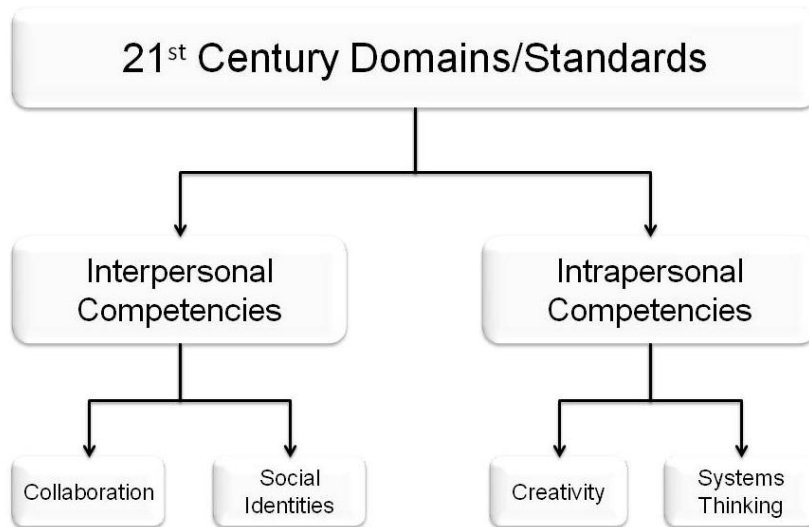 21st Century Domains/Standards
Interpersonal
Competencies
Intrapersonal
Competencies
Collaboration
Social
Identities
Creativity
Systems
Thinking